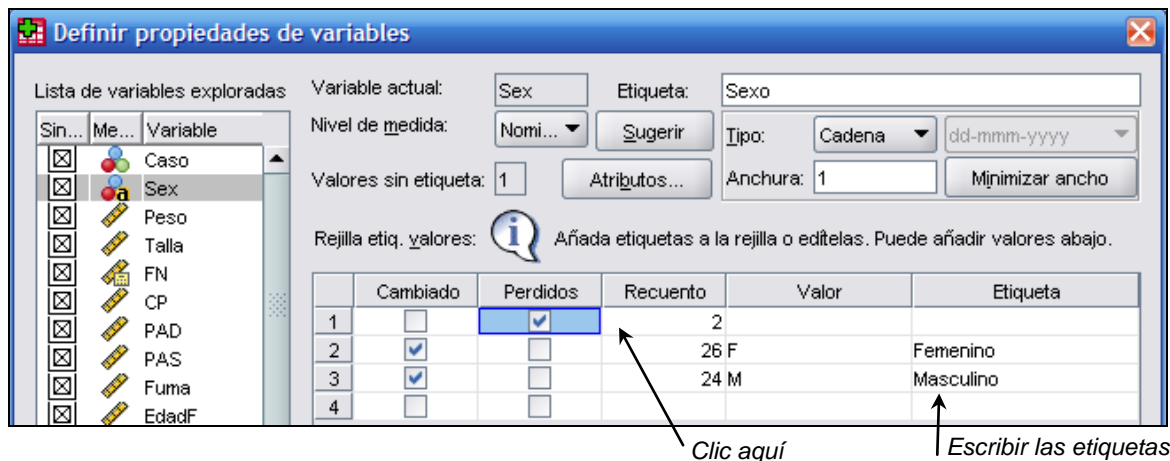 Definir propiedades de variables
Lista de variables exploradas
Sin... Me... Variable
Caso
Sex
Peso
Talla
FN
CP
PAD
PAS
Fuma
EdadF
Variable actual: Sex Etiqueta: Sexo
Nivel de medida: Nomi... Sugerir Tipo: Cadena dd-mmm-yyyy
Valores sin etiqueta: 1 Atributos... Anchura: 1 Minimizar ancho
Rejilla etiq. valores: i Añada etiquetas a la rejilla o edítelas. Puede añadir valores abajo.
Cambiado Perdidos Recuento Valor Etiqueta
1 2
2 26 F Femenino
3 24 M Masculino
4
Clic aquí Escribir las etiquetas